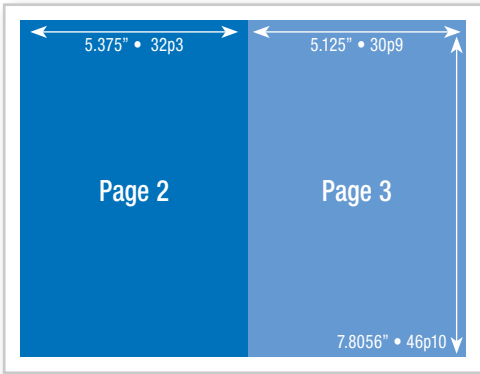 5.375” • 32p3
5.125” • 30p9
Page 2
Page 3
7.8056” • 46p10